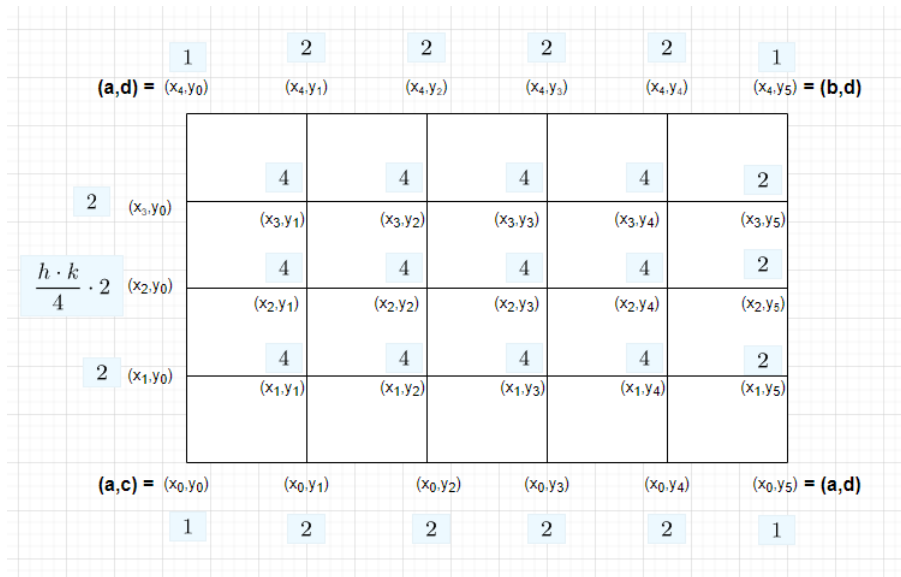 1 2 2 2 2 1
(a,d) = (x₄,y₀) (x₄,y₁) (x₄,y₂) (x₄,y₃) (x₄,y₄) (x₄,y₅) = (b,d)
4 4 4 4 2
2 (x₃,y₀)
(x₃,y₁) (x₃,y₂) (x₃,y₃) (x₃,y₄) (x₃,y₅)
4 4 4 4 2
h · k / 4 · 2 (x₂,y₀)
(x₂,y₁) (x₂,y₂) (x₂,y₃) (x₂,y₄) (x₂,y₅)
4 4 4 4 2
2 (x₁,y₀)
(x₁,y₁) (x₁,y₂) (x₁,y₃) (x₁,y₄) (x₁,y₅)
(a,c) = (x₀,y₀) (x₀,y₁) (x₀,y₂) (x₀,y₃) (x₀,y₄) (x₀,y₅) = (a,d)
1 2 2 2 2 1